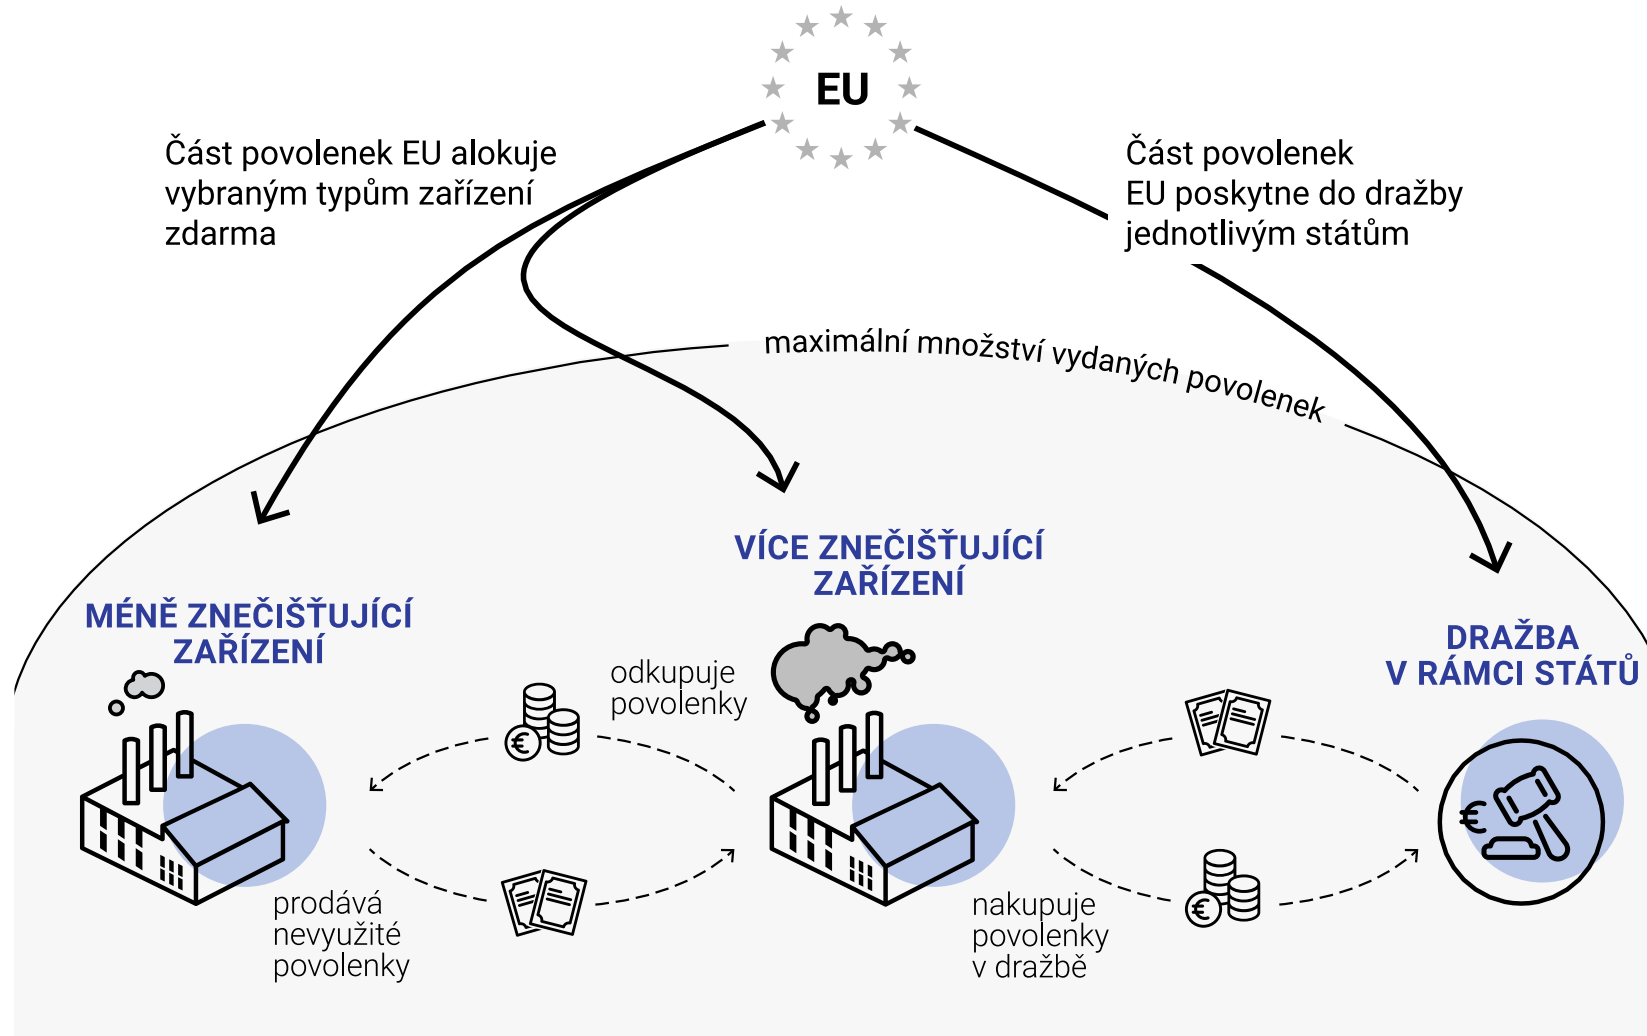 EU
Část povolenek EU alokuje
vybraným typům zařízení
zdarma
Část povolenek
EU poskytne do dražby
jednotlivým státům
maximální množství vydaných povolenek
VÍCE ZNEČIŠŤUJÍCÍ
ZAŘÍZENÍ
MÉNĚ ZNEČIŠŤUJÍCÍ
ZAŘÍZENÍ
DRAŽBA
V RÁMCI STÁTŮ
odkupuje
povolenky
prodává
nevyužité
povolenky
nakupuje
povolenky
v dražbě
€
€
€